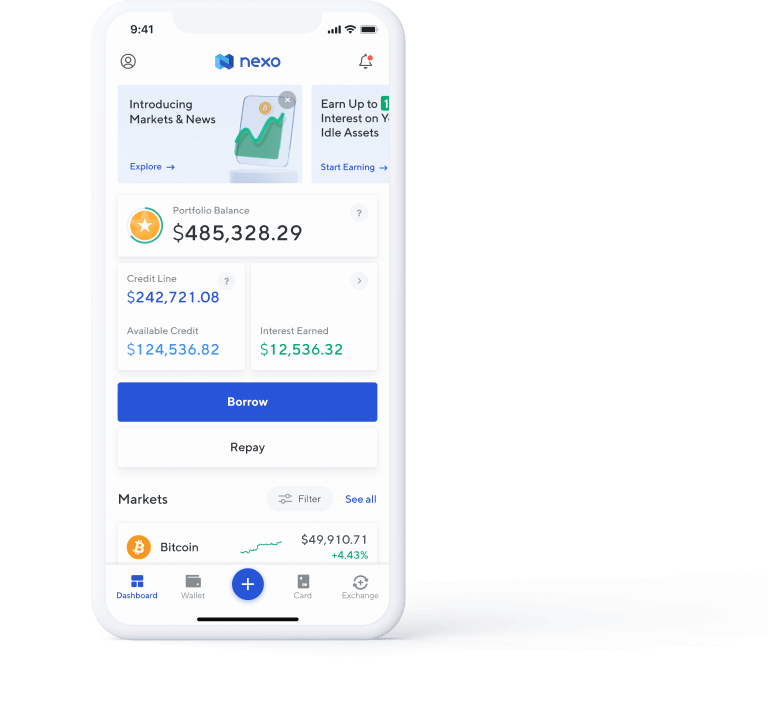 9:41
nexo
Introducing
Markets & News
Explore →
Earn Up to 1
Interest on Y
Idle Assets
Start Earning →
Portfolio Balance
$485,328.29
?
Credit Line
?
$242,721.08
Available Credit
$124,536.82
Interest Earned
$12,536.32
Borrow
Repay
Markets
Filter
See all
Bitcoin
$49,910.71
+4.43%
Dashboard
Wallet
Card
Exchange